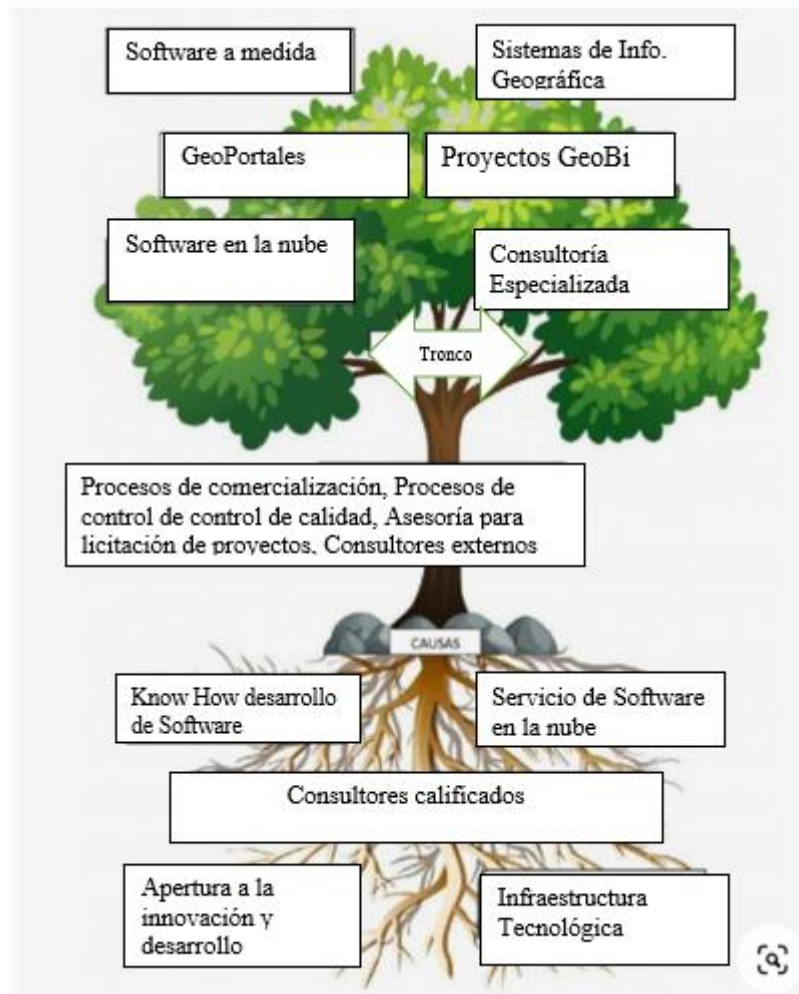 Software a medida
Sistemas de Info.
Geográfica
GeoPortales
Proyectos GeoBi
Software en la nube
Consultoría
Especializada
Tronco
Procesos de comercialización, Procesos de
control de control de calidad, Asesoría para
licitación de proyectos, Consultores externos
CAUSAS
Know How desarrollo
de Software
Servicio de Software
en la nube
Consultores calificados
Apertura a la
innovación y
desarrollo
Infraestructura
Tecnológica